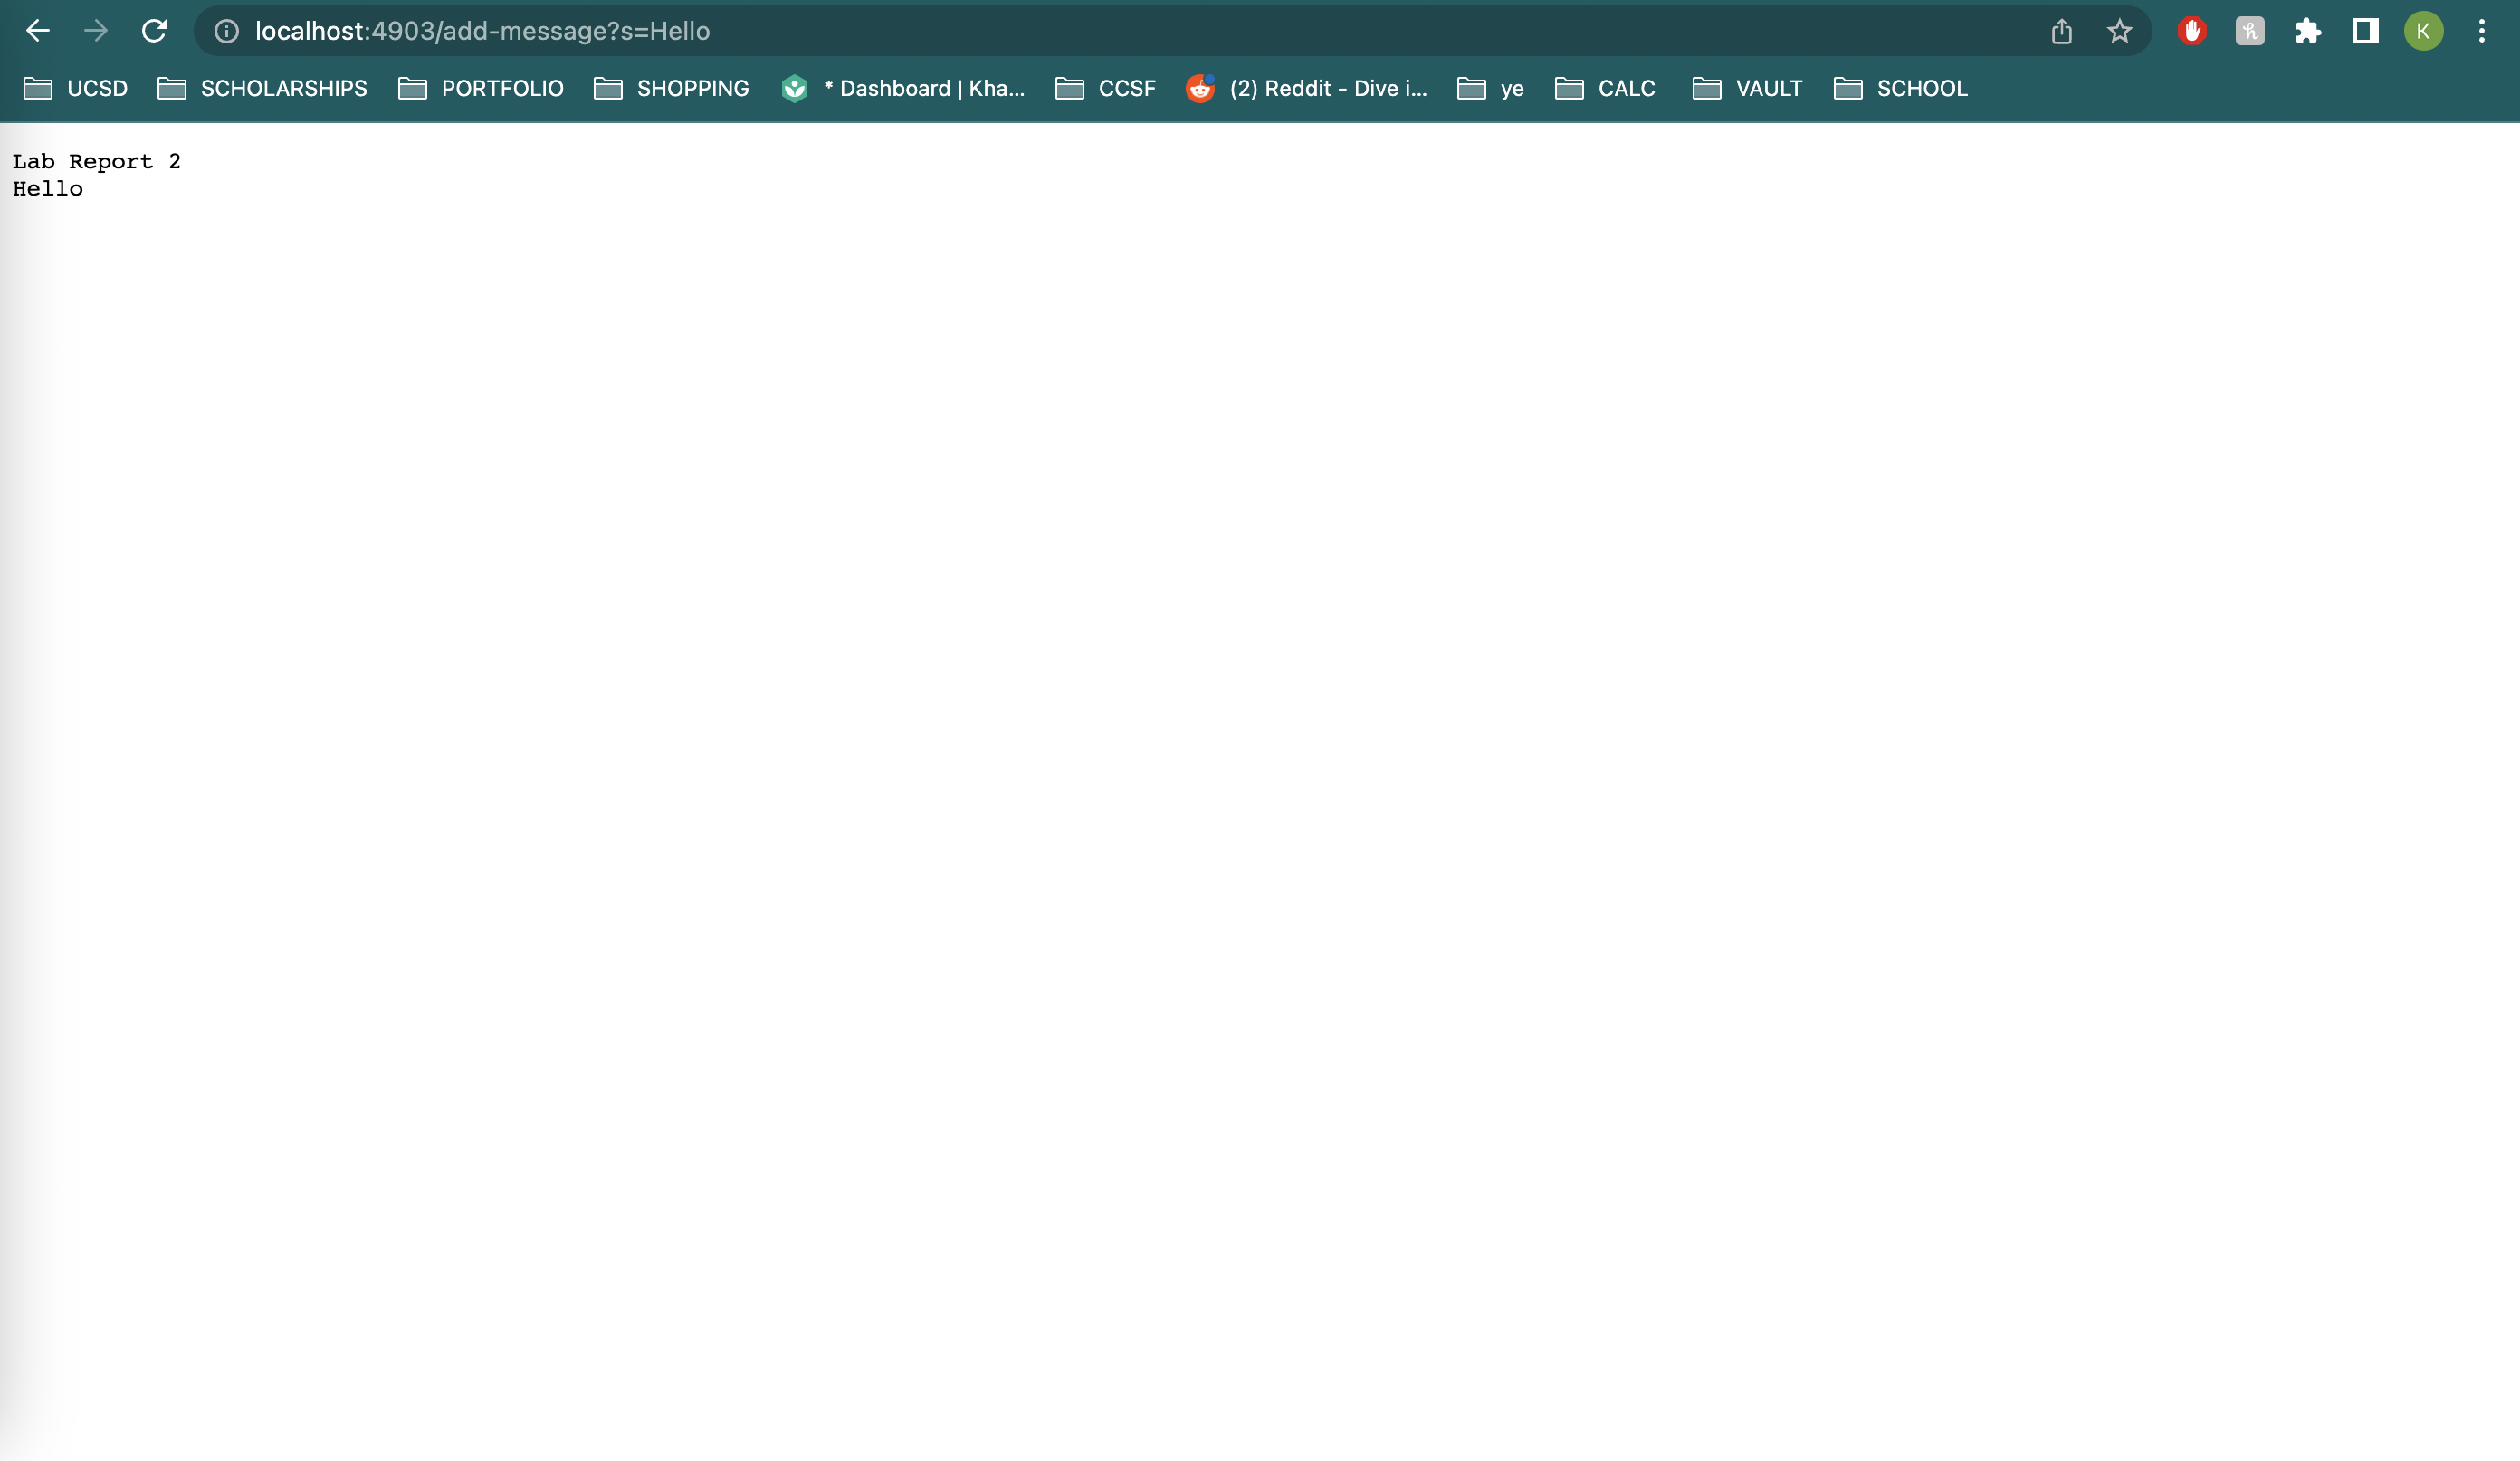 localhost:4903/add-message?s=Hello
K
UCSD SCHOLARSHIPS PORTFOLIO SHOPPING * Dashboard | Kha... CCSF (2) Reddit - Dive i... ye CALC VAULT SCHOOL
Lab Report 2
Hello